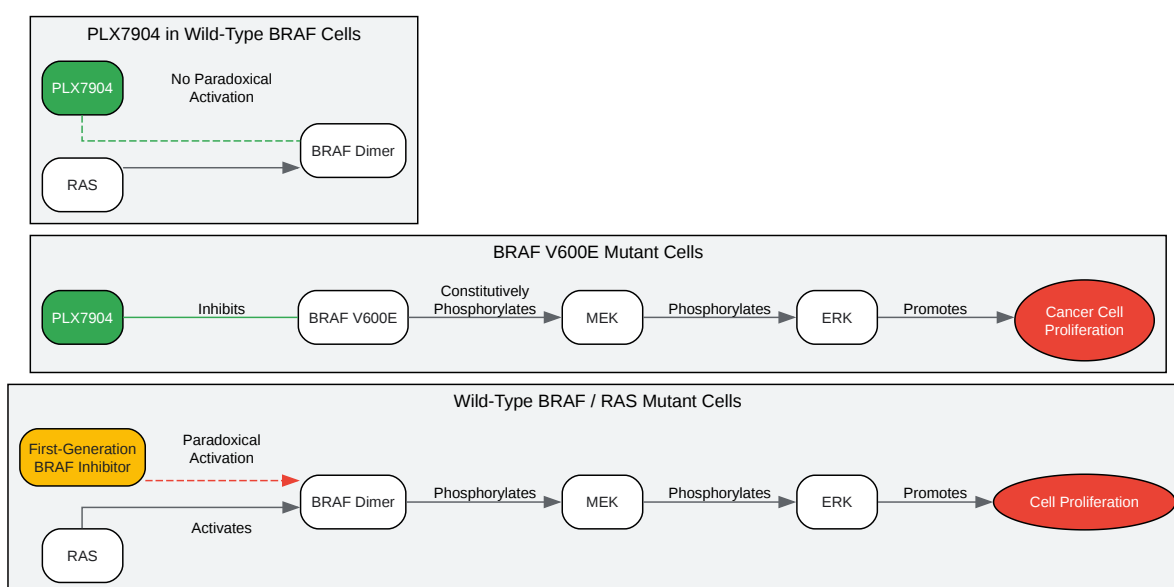 PLX7904 in Wild-Type BRAF Cells
PLX7904
No Paradoxical
Activation
BRAF Dimer
RAS
BRAF V600E Mutant Cells
PLX7904
Inhibits
BRAF V600E
Constitutively
Phosphorylates
MEK
Phosphorylates
ERK
Promotes
Cancer Cell
Proliferation
Wild-Type BRAF / RAS Mutant Cells
First-Generation
BRAF Inhibitor
Paradoxical
Activation
BRAF Dimer
Phosphorylates
MEK
Phosphorylates
ERK
Promotes
Cell Proliferation
Activates
RAS